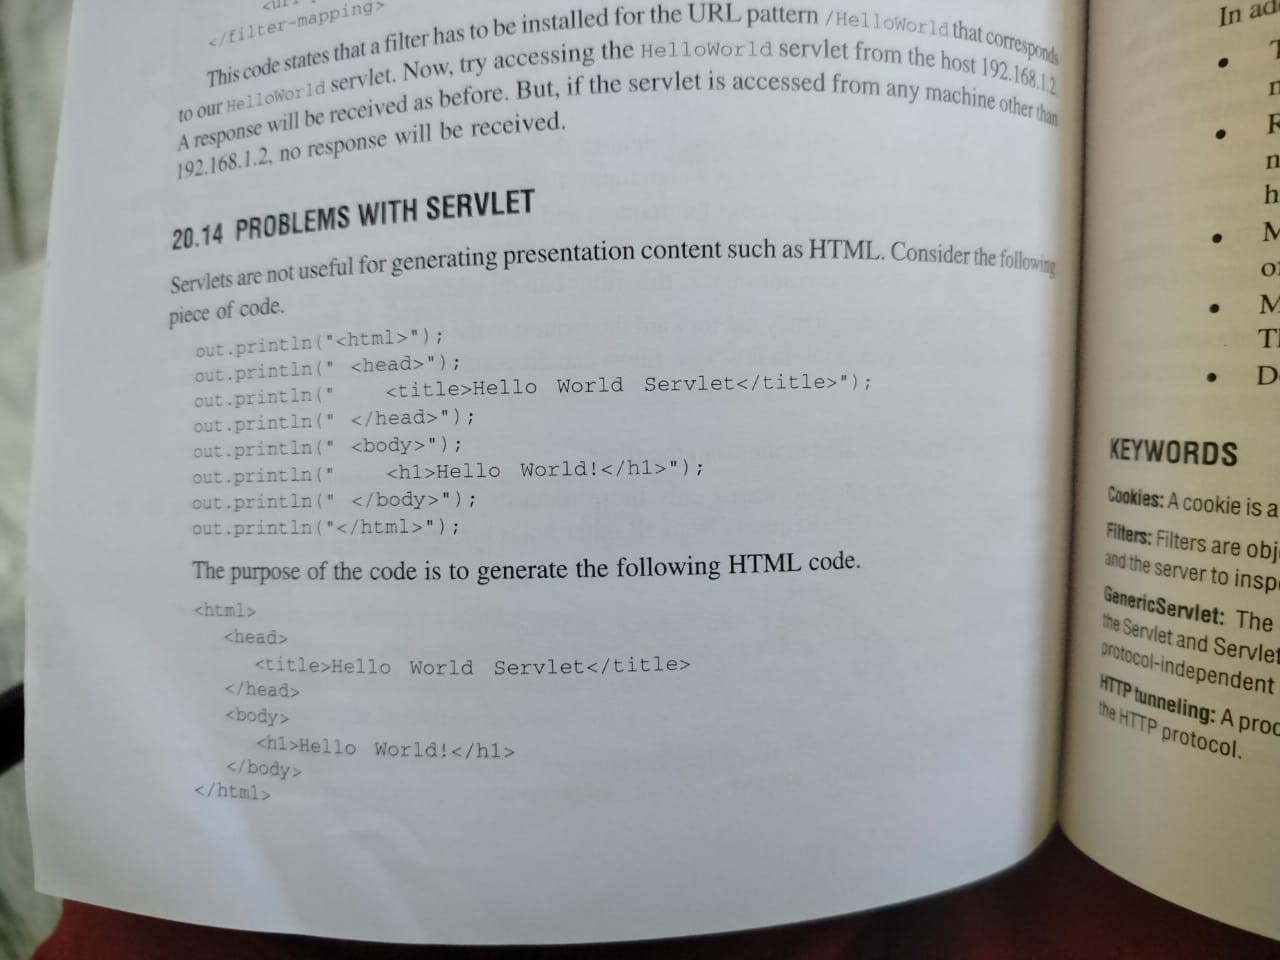 </filter-mapping>
This code states that a filter has to be installed for the URL pattern /HelloWorld that corresponds
to our HelloWorld servlet. Now, try accessing the HelloWorld servlet from the host 192.168.1.2.
A response will be received as before. But, if the servlet is accessed from any machine other than
192.168.1.2, no response will be received.
20.14 PROBLEMS WITH SERVLET
Servlets are not useful for generating presentation content such as HTML. Consider the following
piece of code.
out.println("<html>");
out.println(" <head>");
out.println("    <title>Hello World Servlet</title>");
out.println(" </head>");
out.println(" <body>");
out.println("    <h1>Hello World!</h1>");
out.println(" </body>");
out.println("</html>");
The purpose of the code is to generate the following HTML code.
<html>
<head>
<title>Hello World Servlet</title>
</head>
<body>
<h1>Hello World!</h1>
</body>
</html>
In
KEYWORDS
Cookies: A cookie is a
Filters: Filters are
and the server to
GenericServlet: The
the Servlet and
protocol-independent
HTTP tunneling: A
the HTTP protocol.